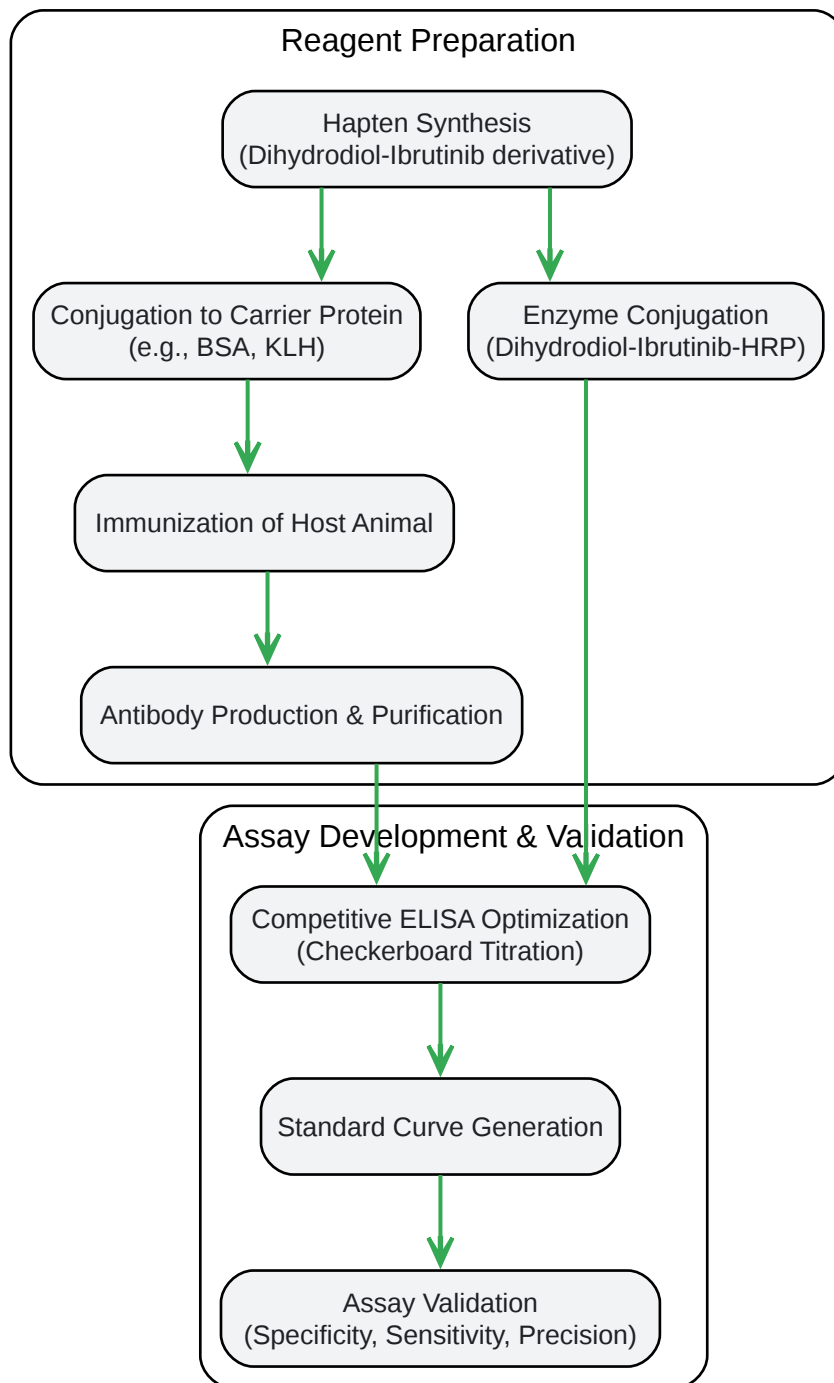 Reagent Preparation
Hapten Synthesis
(Dihydrodiol-Ibrutinib derivative)
Conjugation to Carrier Protein
(e.g., BSA, KLH)
Enzyme Conjugation
(Dihydrodiol-Ibrutinib-HRP)
Immunization of Host Animal
Antibody Production & Purification
Assay Development & Validation
Competitive ELISA Optimization
(Checkerboard Titration)
Standard Curve Generation
Assay Validation
(Specificity, Sensitivity, Precision)